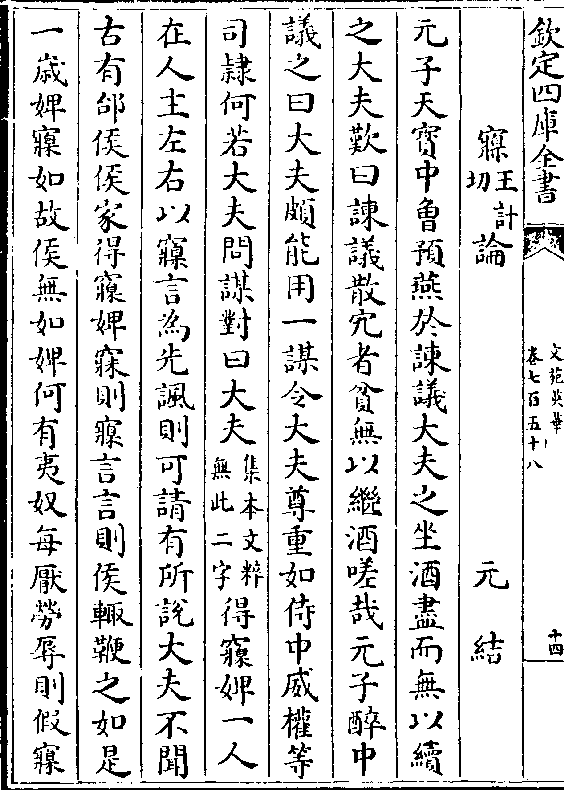 欽定四庫全書
文苑英華
卷七百五十八
十四
寱王計切論 元結
元子天寶中魯預燕於諫議大夫之坐酒盡而無以續
之大夫歎曰諫議散宂者貧無以繼酒嗟哉元子醉中
議之曰大夫頗能用一謀令大夫尊重如侍中威權等
司隸何若大夫問謀對曰大夫集本文粹無此二字得寱婢一人
在人主左右以寱言為先諷則可請有所說大夫不聞
古有邰侯侯家得寱婢寐則寱言言則侯輙鞭之如是
一歳婢寱如故侯無如婢何有夷奴每厭勞辱則假寱